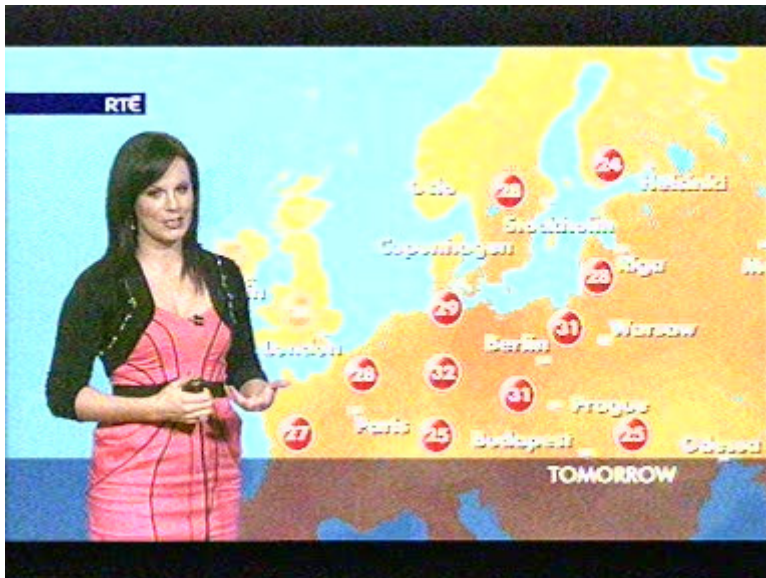 RTÉ
24
Oslo
28
Helsinki
Stockholm
Copenhagen
28
Riga
29
31
Warsaw
Berlin
London
28
32
31
Prague
27
Paris
25
Budapest
25
Odessa
TOMORROW